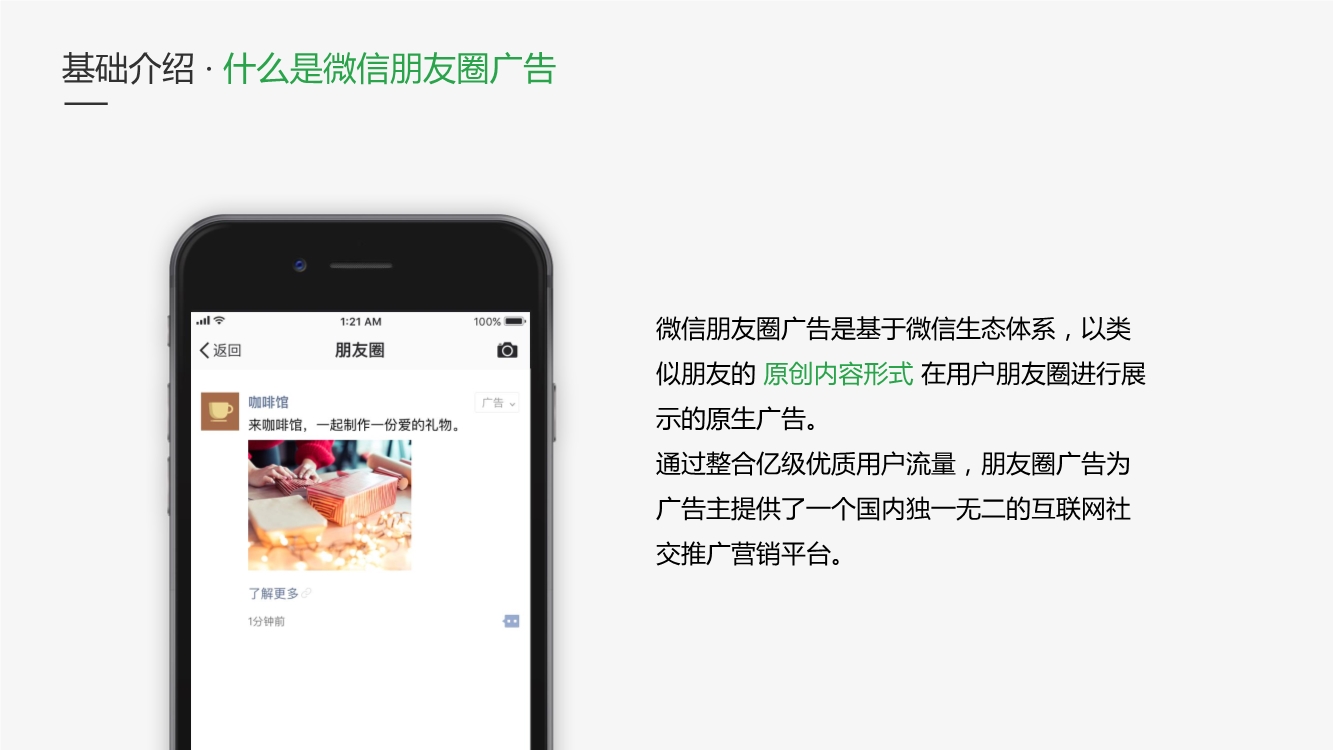 基础介绍 · 什么是微信朋友圈广告
1:21 AM
100%
返回
朋友圈
咖啡馆
广告
来咖啡馆，一起制作一份爱的礼物。
了解更多
1分钟前
微信朋友圈广告是基于微信生态体系，以类
似朋友的 原创内容形式 在用户朋友圈进行展
示的原生广告。
通过整合亿级优质用户流量，朋友圈广告为
广告主提供了一个国内独一无二的互联网社
交推广营销平台。